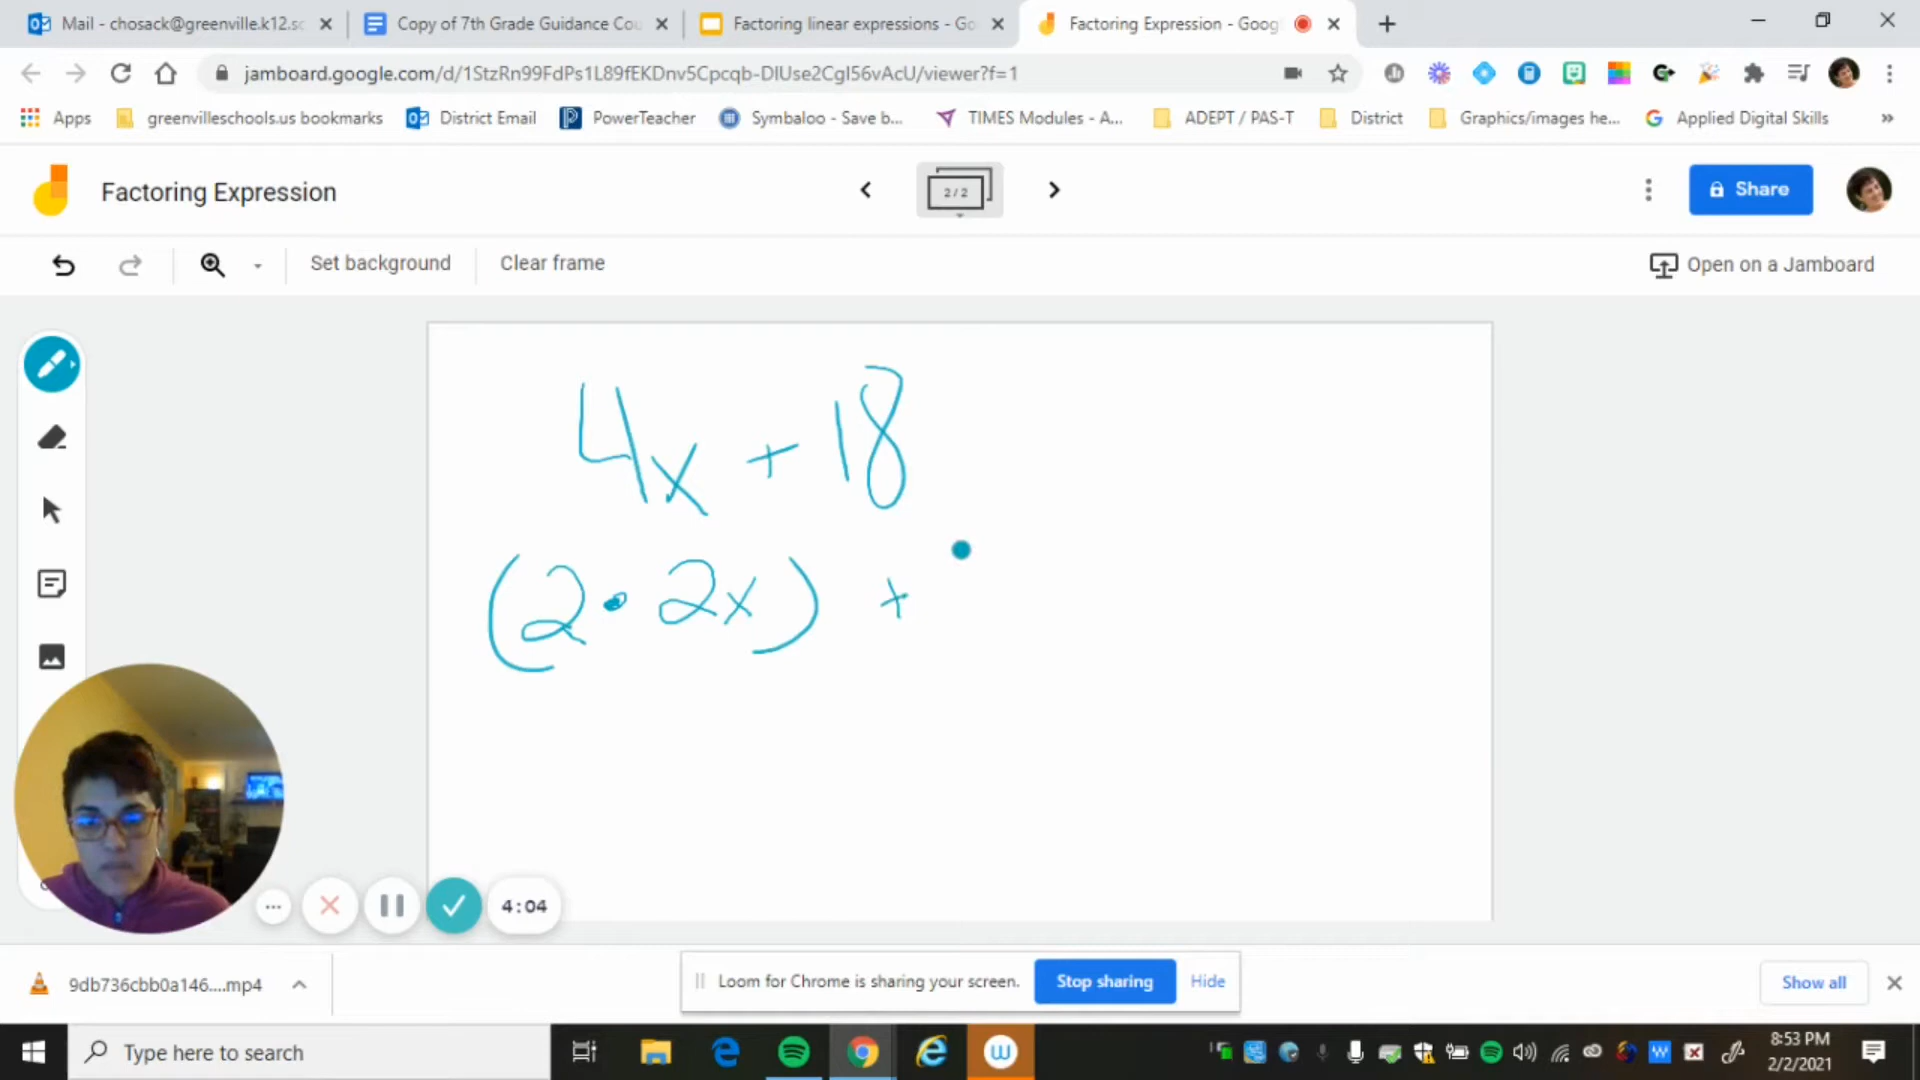 Mail - chosack@greenville.k12.sc
Copy of 7th Grade Guidance Cou
Factoring linear expressions - Go
Factoring Expression - Goog
jamboard.google.com/d/1StzRn99FdPs1L89fEKDnv5Cpcqb-DlUse2CgI56vAcU/viewer?f=1
Apps greenvilleschools.us bookmarks District Email PowerTeacher Symbaloo - Save b... TIMES Modules - A... ADEPT / PAS-T District Graphics/images he... Applied Digital Skills »
Factoring Expression
2 / 2
Share
Set background
Clear frame
Open on a Jamboard
4x + 18
(2 • 2x) +
4:04
9db736cbb0a146....mp4
Loom for Chrome is sharing your screen. Stop sharing Hide
Show all
Type here to search
8:53 PM
2/2/2021